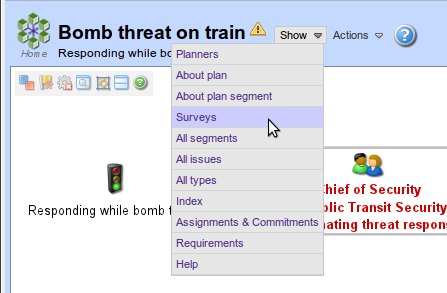 Bomb threat on train
Show
Actions
Home
Responding while bo
Planners
About plan
About plan segment
Surveys
All segments
All issues
All types
Index
Assignments & Commitments
Requirements
Help
Responding while bomb t
Chief of Security
blic Transit Security
nating threat respons